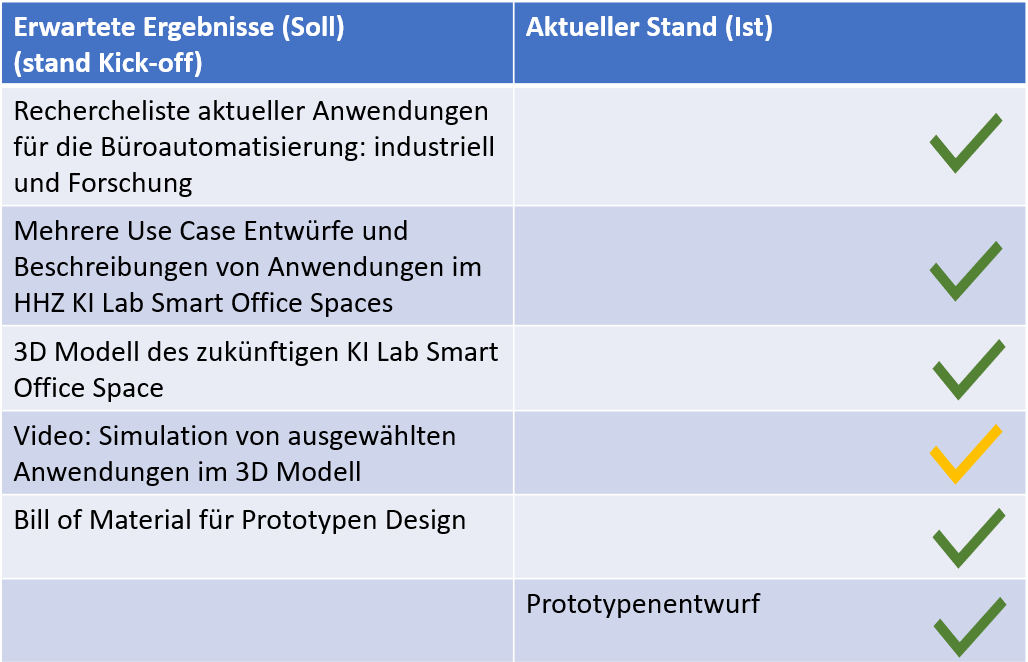 Erwartete Ergebnisse (Soll)
(stand Kick-off)
Aktueller Stand (Ist)
Rechercheliste aktueller Anwendungen
für die Büroautomatisierung: industriell
und Forschung
Mehrere Use Case Entwürfe und
Beschreibungen von Anwendungen im
HHZ KI Lab Smart Office Spaces
3D Modell des zukünftigen KI Lab Smart
Office Space
Video: Simulation von ausgewählten
Anwendungen im 3D Modell
Bill of Material für Prototypen Design
Prototypenentwurf